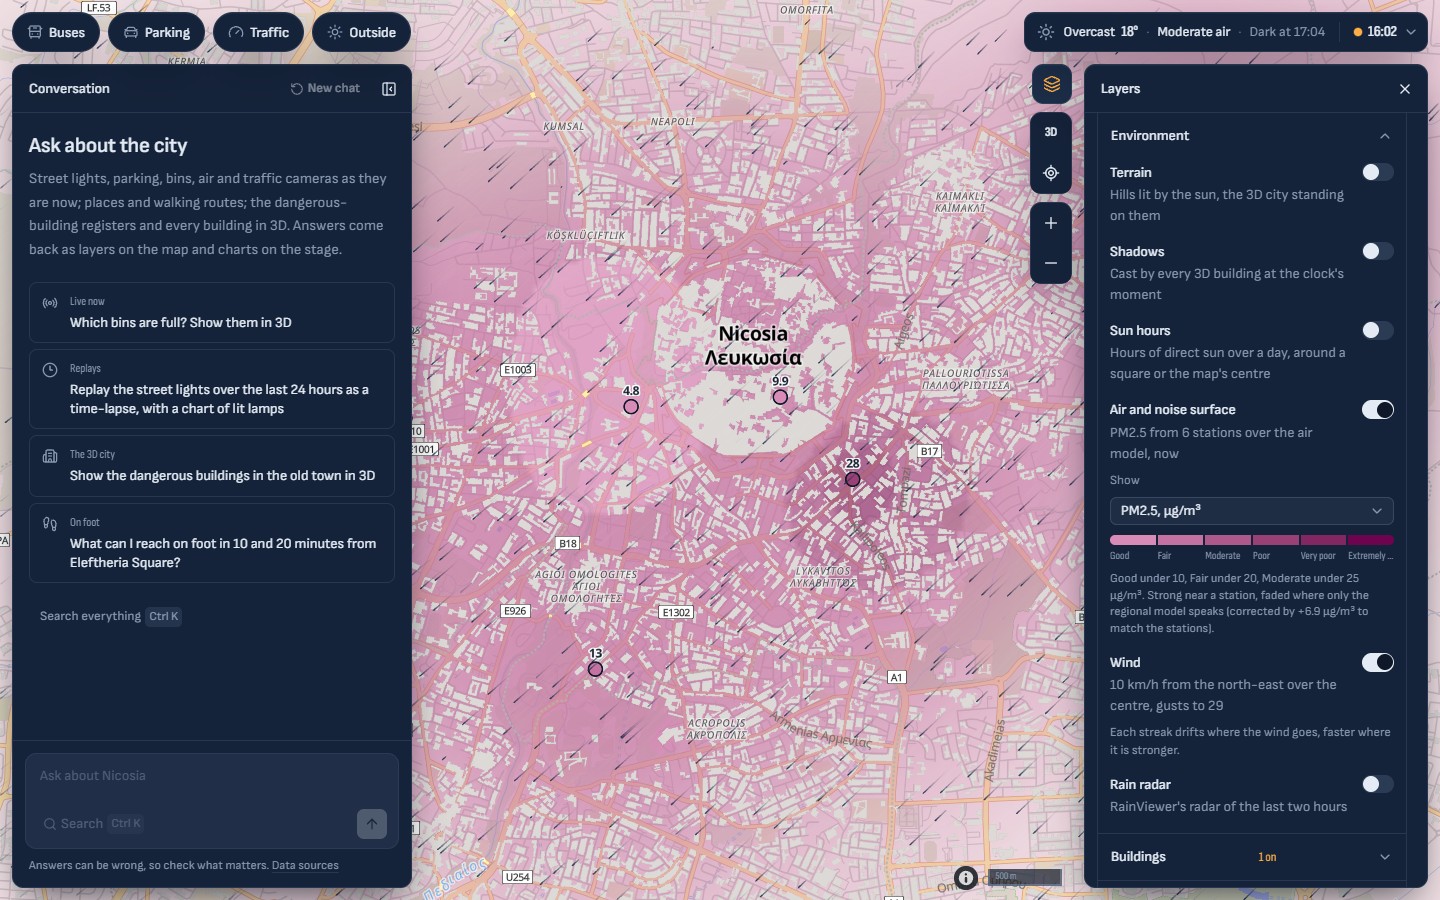 LF.53
OMORFITA
Buses
Parking
Traffic
Outside
Overcast 18° · Moderate air · Dark at 17:04
16:02
KERMIA
Conversation
New chat
Ask about the city
Street lights, parking, bins, air and traffic cameras as they
are now; places and walking routes; the dangerous-
building registers and every building in 3D. Answers come
back as layers on the map and charts on the stage.
Live now
Which bins are full? Show them in 3D
Replays
Replay the street lights over the last 24 hours as a
time-lapse, with a chart of lit lamps
The 3D city
Show the dangerous buildings in the old town in 3D
On foot
What can I reach on foot in 10 and 20 minutes from
Eleftheria Square?
Search everything Ctrl K
Ask about Nicosia
Search Ctrl K
Answers can be wrong, so check what matters. Data sources
KUMSAL
NEAPOLI
KÖŞKLÜÇİFTLİK
KAIMAKLI
ΚΑΪΜΑΚΛΙ
Nicosia
Λευκωσία
E1003
4.8
9.9
PALLOURIOTISSA
ΠΑΛΛΟΥΡΙΩΤΙΣΣΑ
10
E1001
B17
28
B18
AGIOI OMOLOGITES
ΆΓΙΟΙ
ΟΜΟΛΟΓΗΤΕΣ
LYKAVITOS
ΛΥΚΑΒΗΤΤΟΣ
E926
E1302
13
A1
ACROPOLIS
ΑΚΡΟΠΟΛΙΣ
Armenias Αρμενίας
Akadimeias
U254
Πεδιαίος
500 m
3D
Layers
Environment
Terrain
Hills lit by the sun, the 3D city standing
on them
Shadows
Cast by every 3D building at the clock's
moment
Sun hours
Hours of direct sun over a day, around a
square or the map's centre
Air and noise surface
PM2.5 from 6 stations over the air
model, now
Show
PM2.5, µg/m³
Good Fair Moderate Poor Very poor Extremely …
Good under 10, Fair under 20, Moderate under 25
µg/m³. Strong near a station, faded where only the
regional model speaks (corrected by +6.9 µg/m³ to
match the stations).
Wind
10 km/h from the north-east over the
centre, gusts to 29
Each streak drifts where the wind goes, faster where
it is stronger.
Rain radar
RainViewer's radar of the last two hours
Buildings
1 on